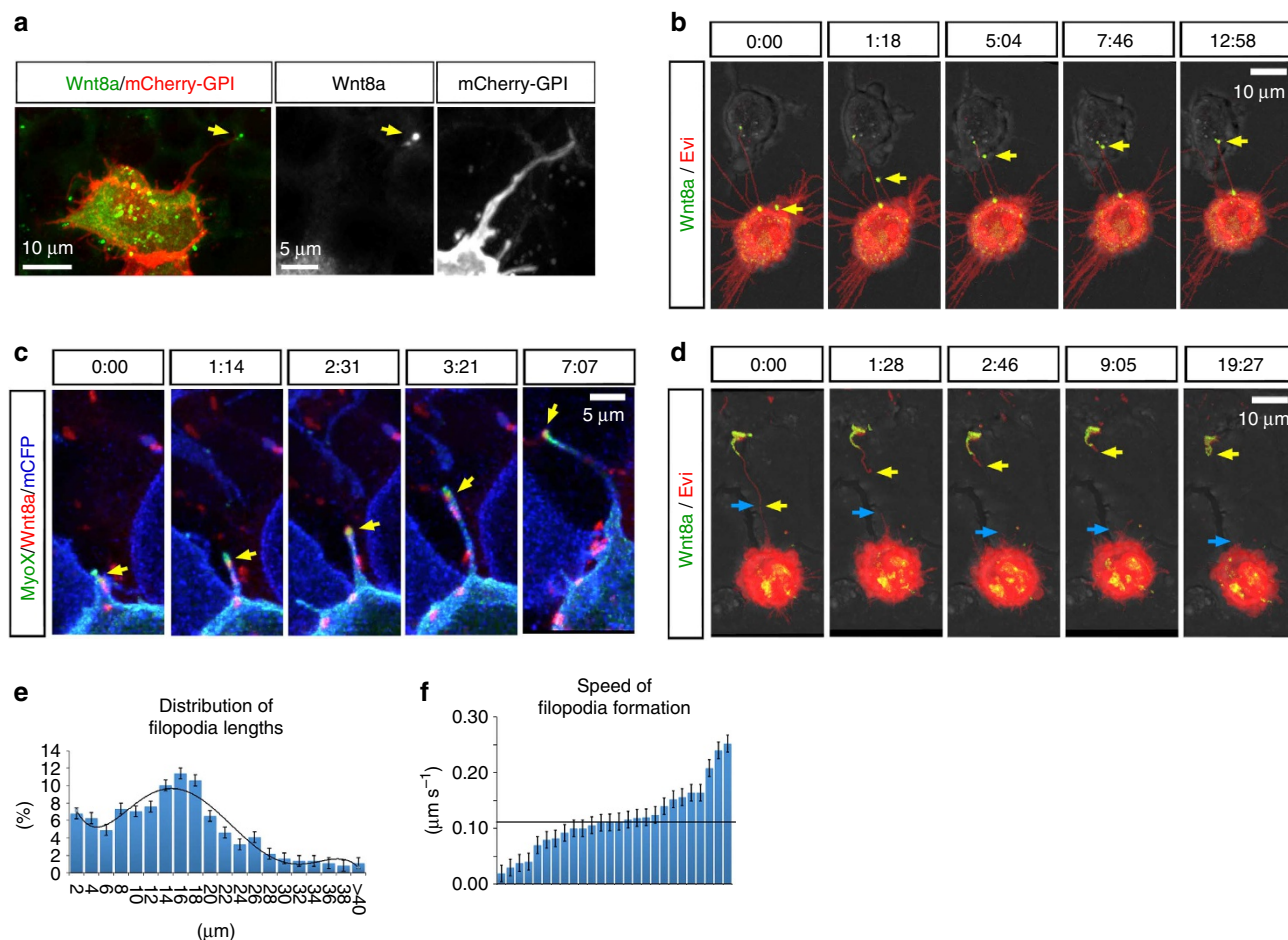 a
Wnt8a/mCherry-GPI
Wnt8a
mCherry-GPI
10 µm
5 µm
b
0:00
1:18
5:04
7:46
12:58
Wnt8a / Evi
10 µm
c
0:00
1:14
2:31
3:21
7:07
MyoX/Wnt8a/mCFP
5 µm
d
0:00
1:28
2:46
9:05
19:27
Wnt8a / Evi
10 µm
e
Distribution of
filopodia lengths
(%)
14
12
10
8
6
4
2
0
2
4
6
8
10
12
14
16
18
20
22
24
26
28
30
32
34
36
38
>40
(µm)
f
Speed of
filopodia formation
(µm s⁻¹)
0.30
0.20
0.10
0.00